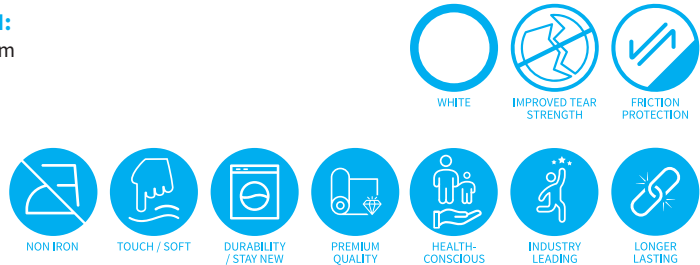 l:
m
WHITE
IMPROVED TEAR
STRENGTH
FRICTION
PROTECTION
NON IRON
TOUCH / SOFT
DURABILITY
/ STAY NEW
PREMIUM
QUALITY
HEALTH-
CONSCIOUS
INDUSTRY
LEADING
LONGER
LASTING